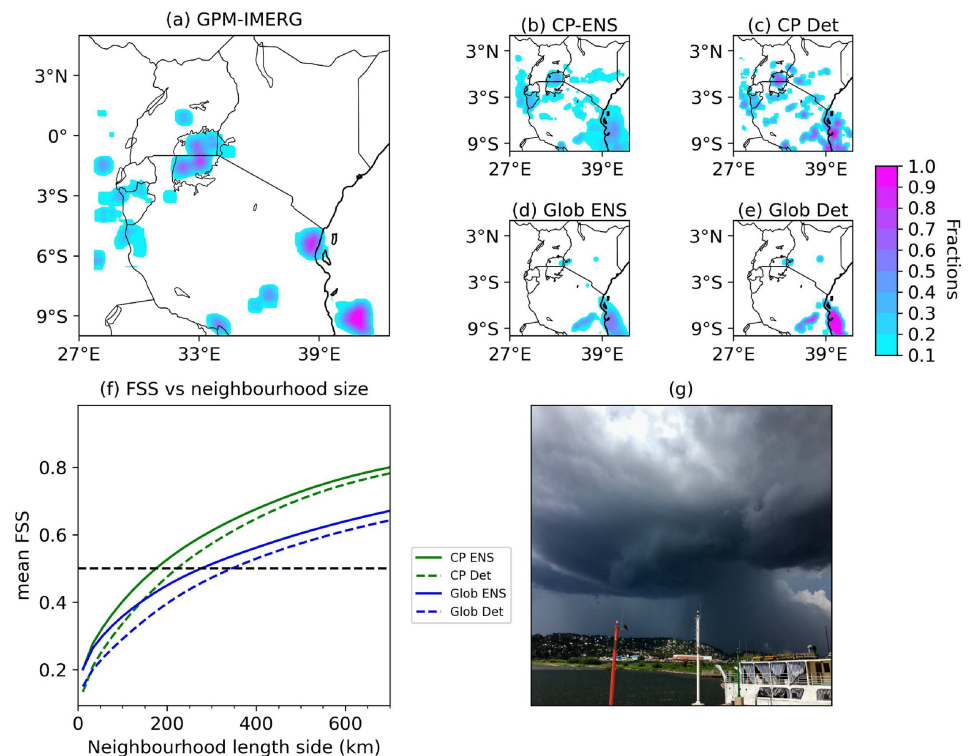 (a) GPM-IMERG
3°N
0°
3°S
6°S
9°S
27°E 33°E 39°E
(b) CP-ENS
3°N
3°S
9°S
27°E 39°E
(c) CP Det
3°N
3°S
9°S
27°E 39°E
(d) Glob ENS
3°N
3°S
9°S
27°E 39°E
(e) Glob Det
3°N
3°S
9°S
27°E 39°E
1.0
0.9
0.8
0.7
0.6
0.5
0.4
0.3
0.2
0.1
Fractions
(f) FSS vs neighbourhood size
mean FSS
0.8
0.6
0.4
0.2
0 200 400 600
Neighbourhood length side (km)
CP ENS
CP Det
Glob ENS
Glob Det
(g)